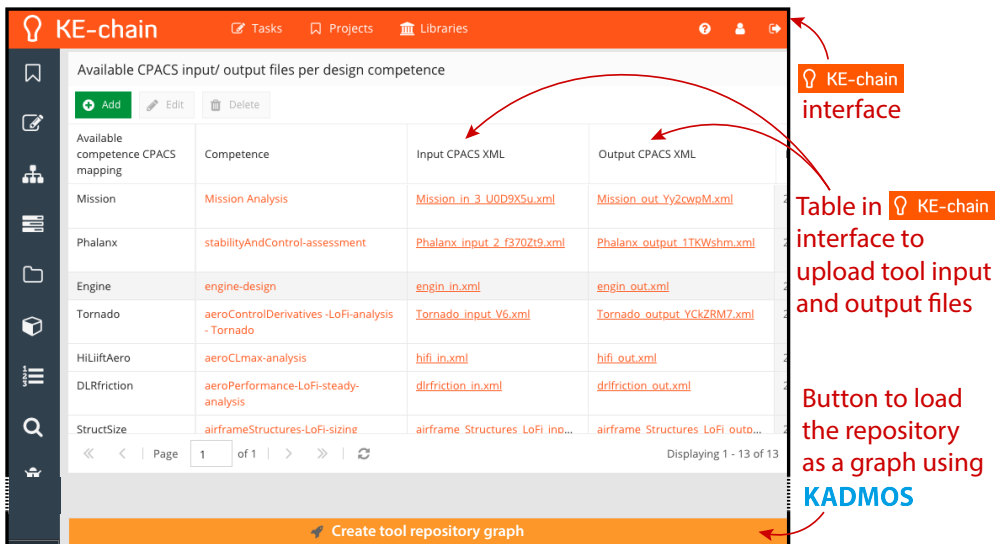 KE-chain Tasks Projects Libraries
Available CPACS input/ output files per design competence
Add Edit Delete
Available competence CPACS mapping Competence Input CPACS XML Output CPACS XML
Mission Mission Analysis Mission_in_3_U0D9X5u.xml Mission_out_Yy2cwpM.xml
Phalanx stabilityAndControl-assessment Phalanx_input_2_f370Zt9.xml Phalanx_output_1TKWshm.xml
Engine engine-design engin_in.xml engin_out.xml
Tornado aeroControlDerivatives -LoFi-analysis - Tornado Tornado_input_V6.xml Tornado_output_YCkZRM7.xml
HiLiiftAero aeroCLmax-analysis hifi_in.xml hifi_out.xml
DLRfriction aeroPerformance-LoFi-steady-analysis dlrfriction_in.xml drlfriction_out.xml
StructSize airframeStructures-LoFi-sizing airframe_Structures_LoFi_inp... airframe_Structures_LoFi_outp...
Page 1 of 1 Displaying 1 - 13 of 13
Create tool repository graph
KE-chain
interface
Table in KE-chain
interface to
upload tool input
and output files
Button to load
the repository
as a graph using
KADMOS